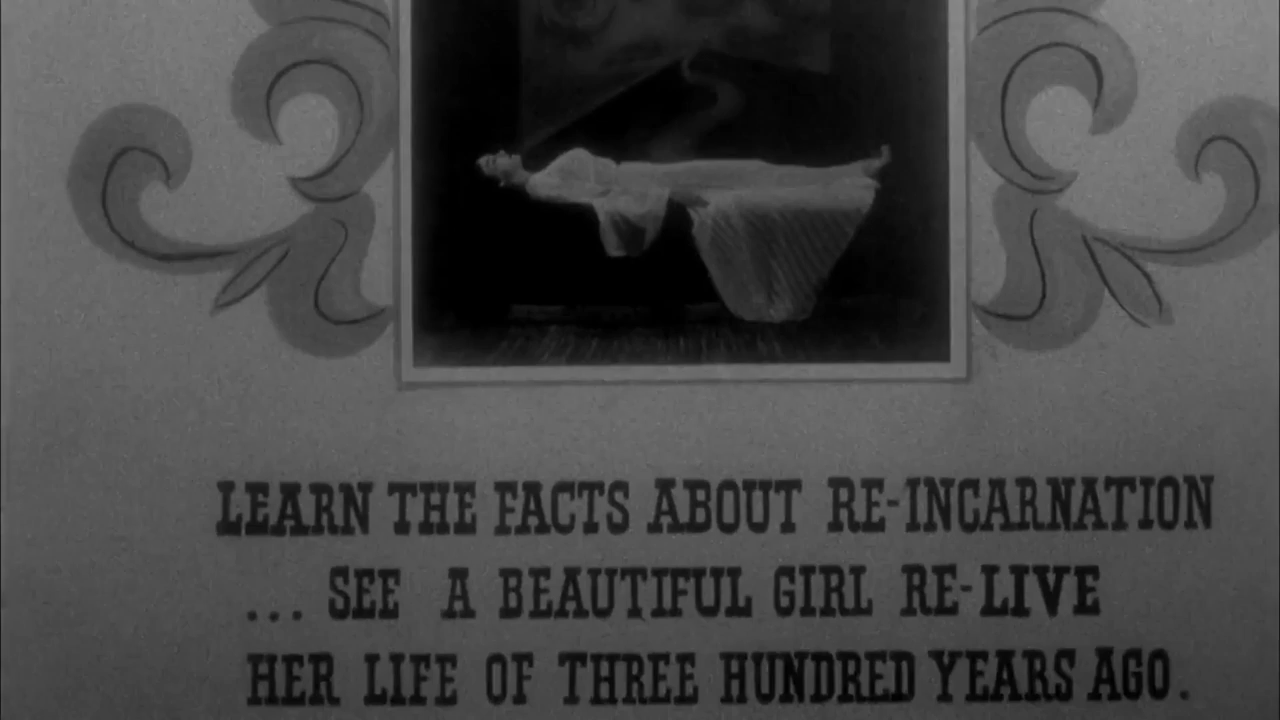 LEARN THE FACTS ABOUT RE-INCARNATION
... SEE A BEAUTIFUL GIRL RE-LIVE
HER LIFE OF THREE HUNDRED YEARS AGO.